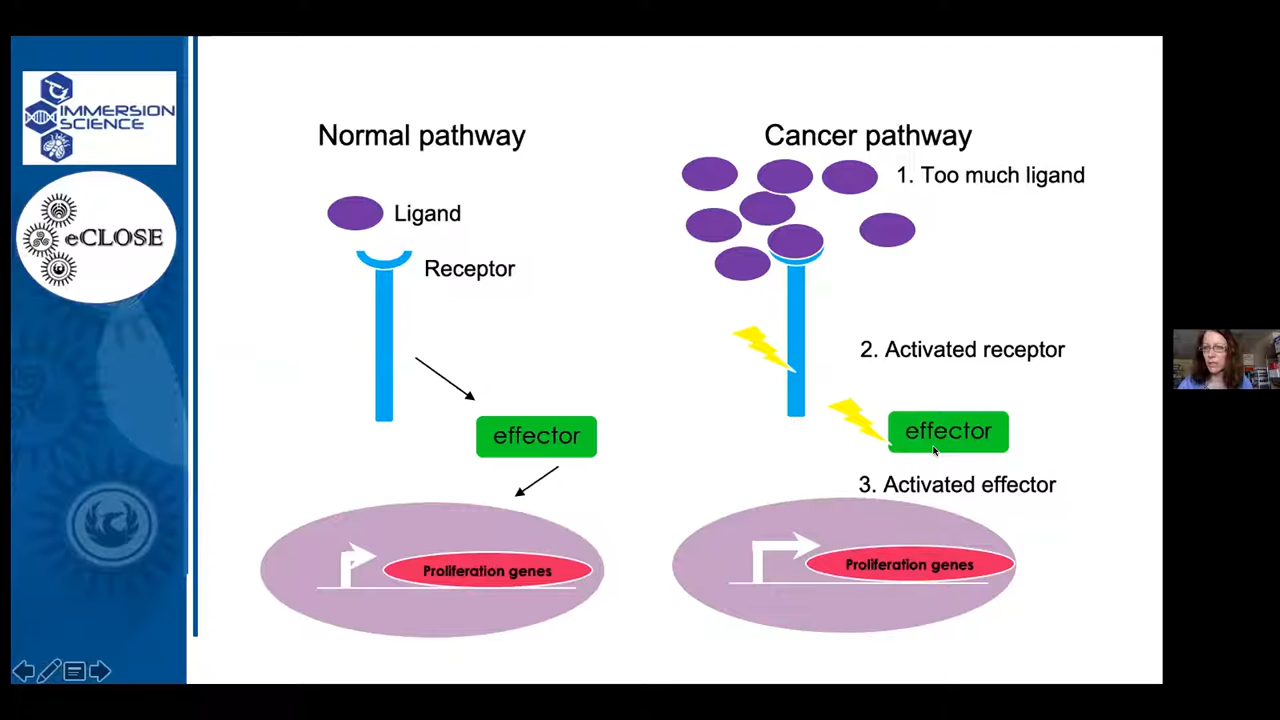 IMMERSION
SCIENCE
eCLOSE
Normal pathway
Ligand
Receptor
effector
Proliferation genes
Cancer pathway
1. Too much ligand
2. Activated receptor
effector
3. Activated effector
Proliferation genes